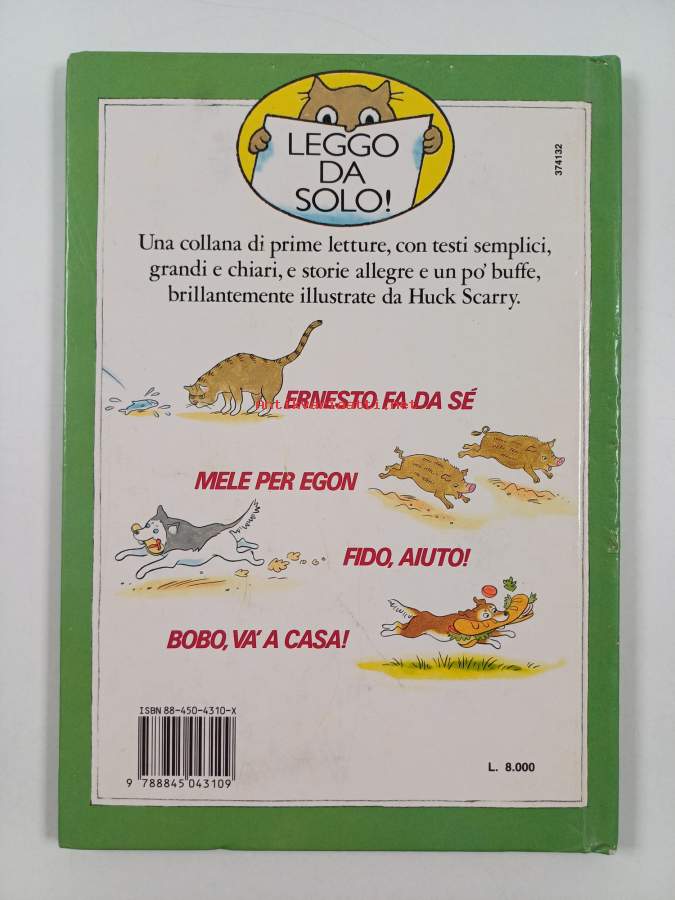 LEGGO
DA
SOLO!
374132
Una collana di prime letture, con testi semplici,
grandi e chiari, e storie allegre e un po' buffe,
brillantemente illustrate da Huck Scarry.
ERNESTO FA DA SÉ
MELE PER EGON
FIDO, AIUTO!
BOBO, VA' A CASA!
ISBN 88-450-4310-X
9 788845 043109
L. 8.000